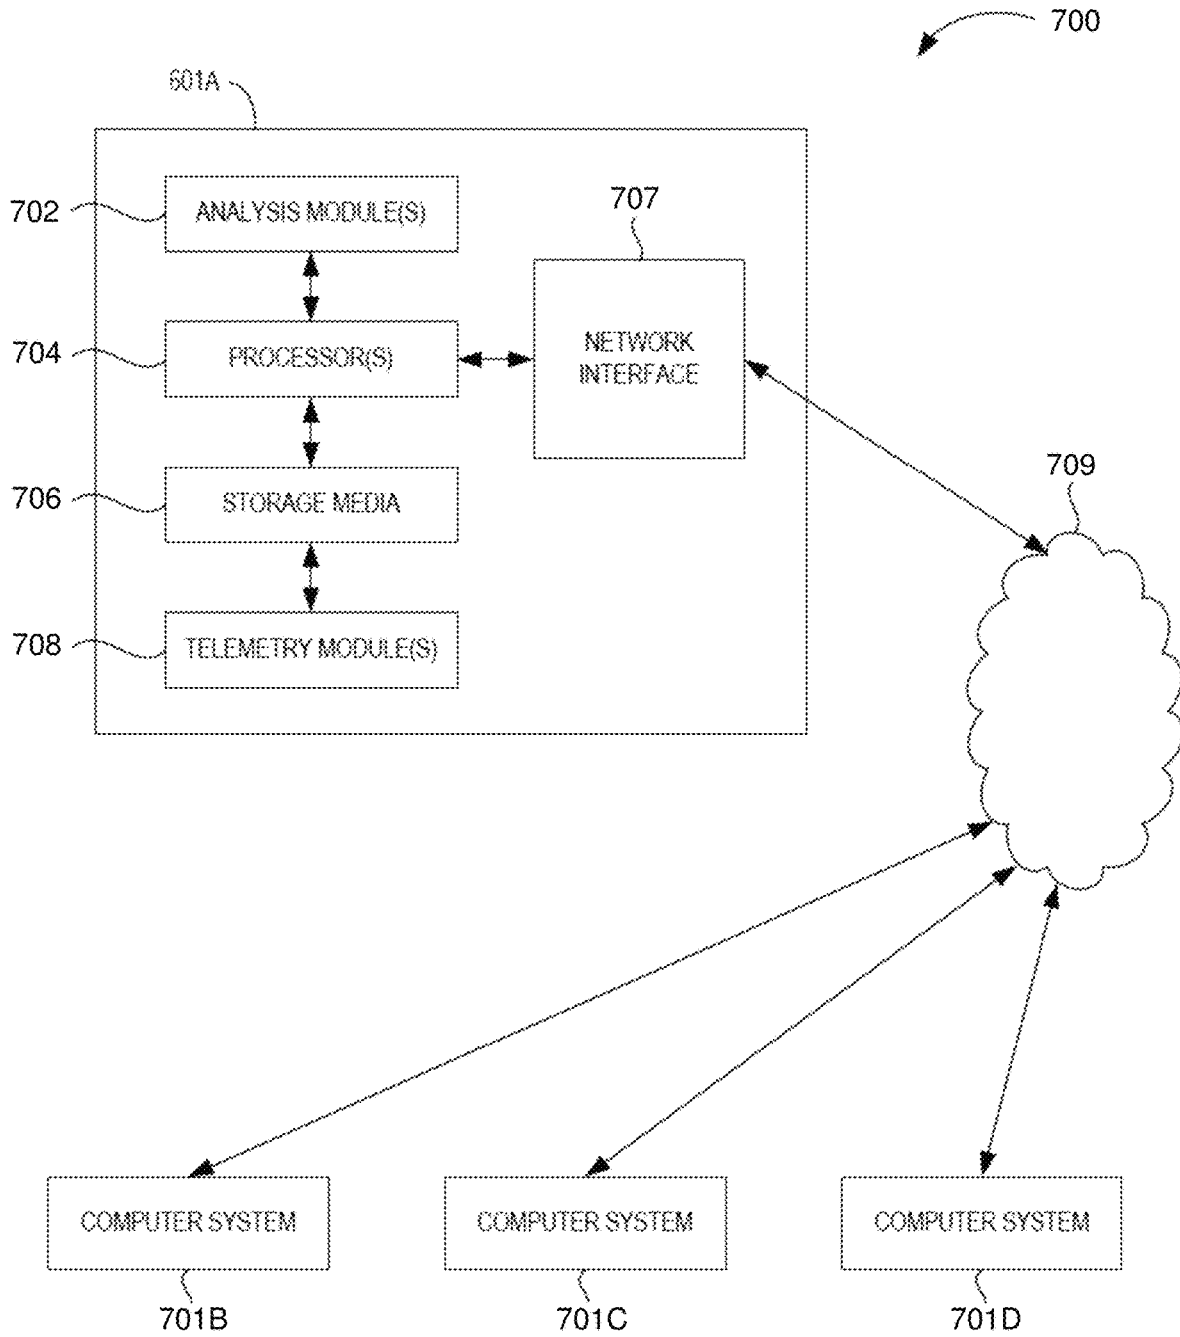 700
601A
702
ANALYSIS MODULE(S)
707
704
PROCESSOR(S)
NETWORK
INTERFACE
709
706
STORAGE MEDIA
708
TELEMETRY MODULE(S)
COMPUTER SYSTEM
COMPUTER SYSTEM
COMPUTER SYSTEM
701B
701C
701D